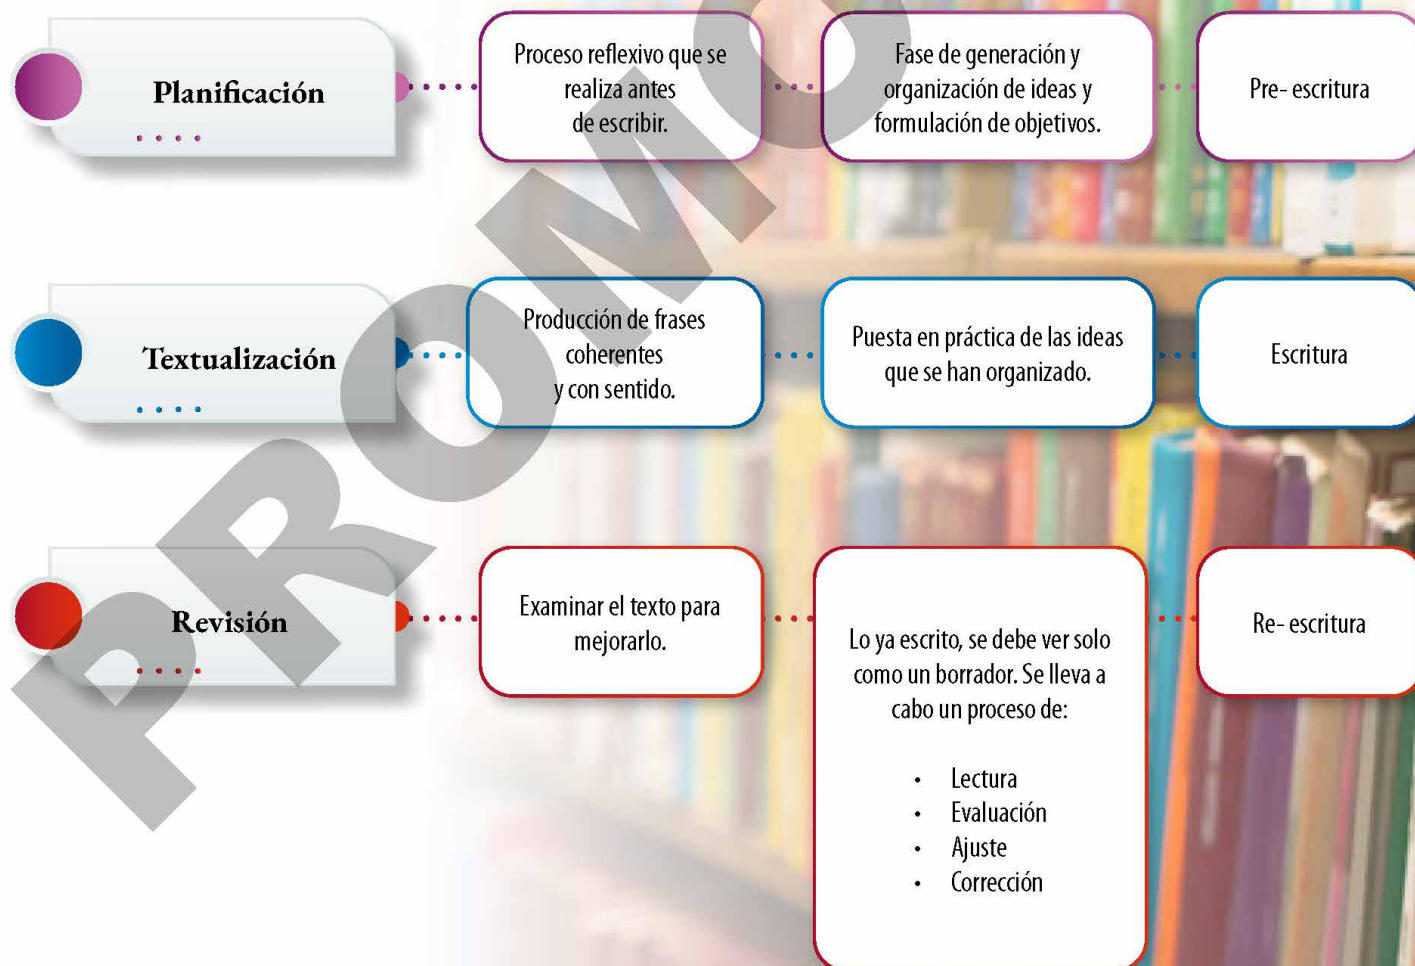 Planificación
Proceso reflexivo que se
realiza antes
de escribir.
Fase de generación y
organización de ideas y
formulación de objetivos.
Pre- escritura
Textualización
Producción de frases
coherentes
y con sentido.
Puesta en práctica de las ideas
que se han organizado.
Escritura
Revisión
Examinar el texto para
mejorarlo.
Lo ya escrito, se debe ver solo
como un borrador. Se lleva a
cabo un proceso de:
• Lectura
• Evaluación
• Ajuste
• Corrección
Re- escritura
PROMO